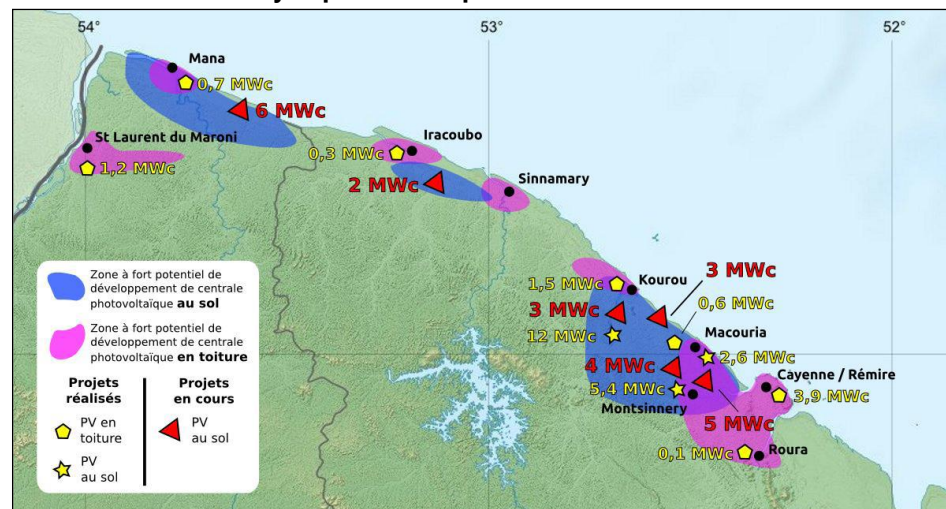 54°
53°
52°
Mana
0,7 MWc
6 MWc
St Laurent du Maroni
1,2 MWc
Iracoubo
0,3 MWc
2 MWc
Sinnamary
1,5 MWc
Kourou
3 MWc
3 MWc
0,6 MWc
12 MWc
Macouria
2,6 MWc
4 MWc
5,4 MWc
Cayenne / Rémire
3,9 MWc
Montsinnery
5 MWc
0,1 MWc
Roura
Zone à fort potentiel de
développement de centrale
photovoltaïque au sol
Zone à fort potentiel de
développement de centrale
photovoltaïque en toiture
Projets
réalisés
PV en
toiture
PV
au sol
Projets
en cours
PV
au sol